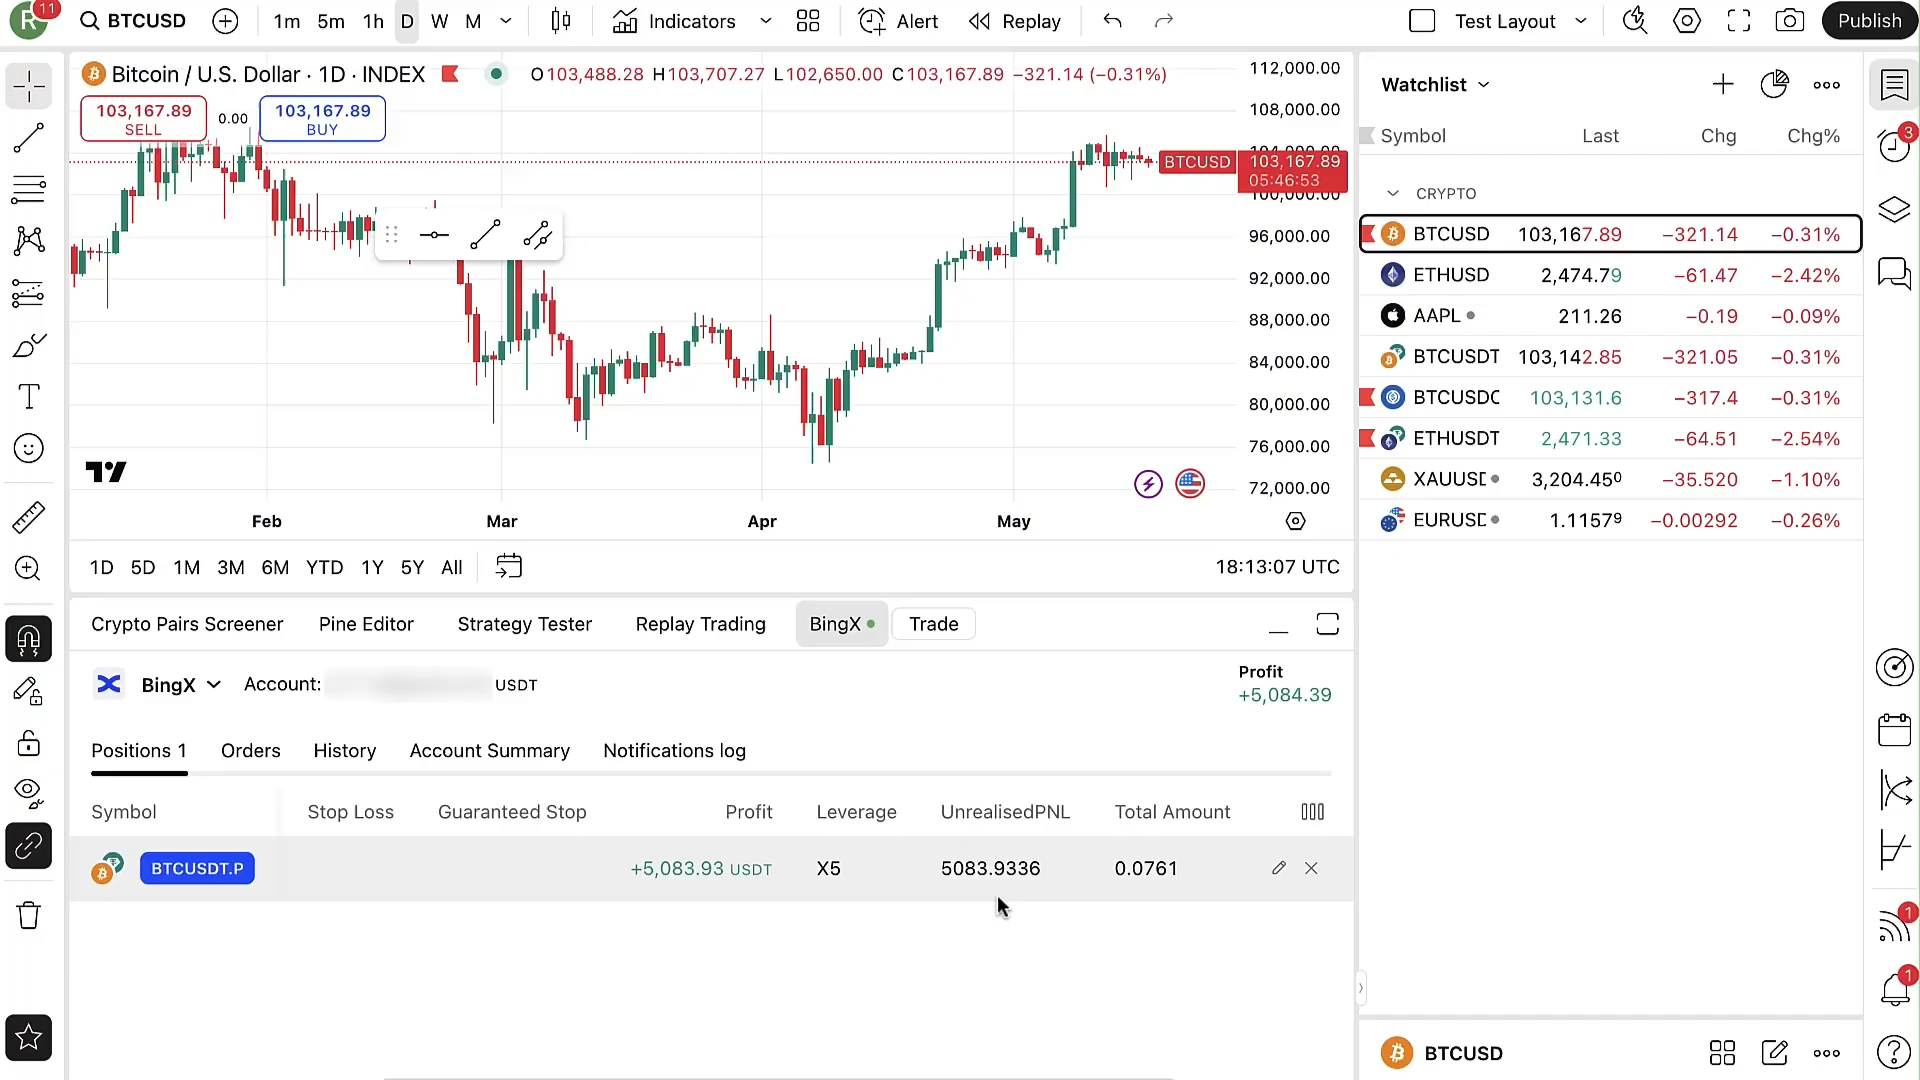 R 11 BTCUSD 1m 5m 1h D W M Indicators Alert Replay Test Layout Publish
Bitcoin / U.S. Dollar · 1D · INDEX O103,488.28 H103,707.27 L102,650.00 C103,167.89 −321.14 (−0.31%)
103,167.89
SELL
0.00
103,167.89
BUY
112,000.00
108,000.00
104,000.00
BTCUSD 103,167.89
05:46:53
100,000.00
96,000.00
92,000.00
88,000.00
84,000.00
80,000.00
76,000.00
72,000.00
Feb Mar Apr May
1D 5D 1M 3M 6M YTD 1Y 5Y All 18:13:07 UTC
Crypto Pairs Screener Pine Editor Strategy Tester Replay Trading BingX Trade
BingX Account: USDT
Profit
+5,084.39
Positions 1 Orders History Account Summary Notifications log
Symbol Stop Loss Guaranteed Stop Profit Leverage UnrealisedPNL Total Amount
BTCUSDT.P +5,083.93 USDT X5 5083.9336 0.0761
Watchlist
Symbol Last Chg Chg%
CRYPTO
BTCUSD 103,167.89 −321.14 −0.31%
ETHUSD 2,474.79 −61.47 −2.42%
AAPL 211.26 −0.19 −0.09%
BTCUSDT 103,142.85 −321.05 −0.31%
BTCUSDC 103,131.6 −317.4 −0.31%
ETHUSDT 2,471.33 −64.51 −2.54%
XAUUSD 3,204.450 −35.520 −1.10%
EURUSD 1.11579 −0.00292 −0.26%
BTCUSD
3
1
1